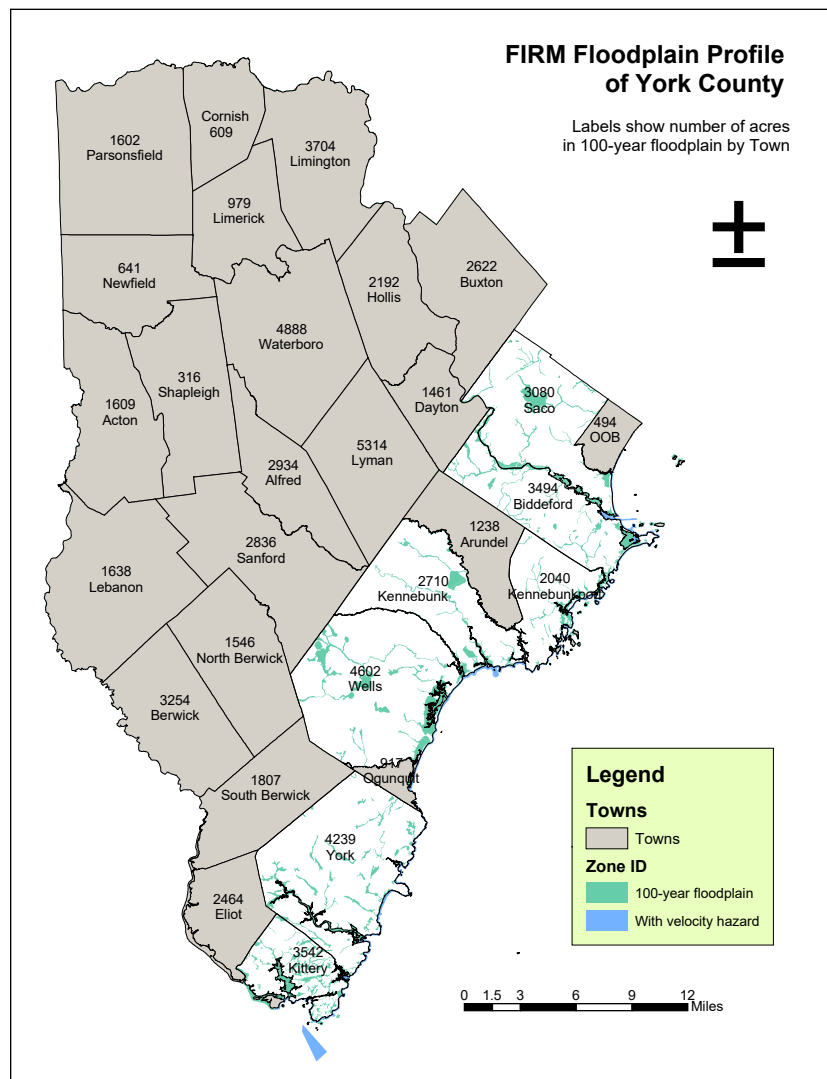 FIRM Floodplain Profile
of York County
Labels show number of acres
in 100-year floodplain by Town
Cornish
609
1602
Parsonsfield
3704
Limington
979
Limerick
641
Newfield
2192
Hollis
2622
Buxton
4888
Waterboro
316
Shapleigh
1609
Acton
1461
Dayton
3080
Saco
494
OOB
5314
Lyman
2934
Alfred
3494
Biddeford
2836
Sanford
1238
Arundel
1638
Lebanon
2710
Kennebunk
2040
Kennebunkport
1546
North Berwick
4602
Wells
3254
Berwick
917
Ogunquit
1807
South Berwick
4239
York
2464
Eliot
3542
Kittery
Legend
Towns
Towns
Zone ID
100-year floodplain
With velocity hazard
0 1.5 3 6 9 12
Miles